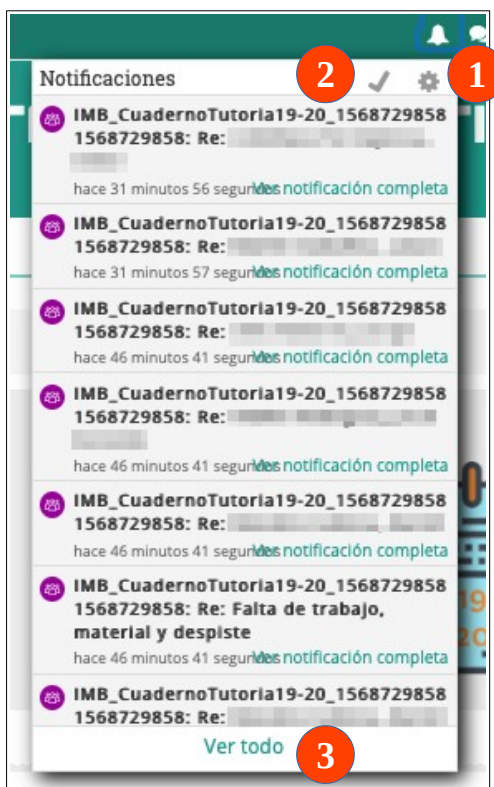 1
2
Notificaciones
IMB_CuadernoTutoria19-20_1568729858
1568729858: Re:
hace 31 minutos 56 segundos Ver notificación completa
IMB_CuadernoTutoria19-20_1568729858
1568729858: Re:
hace 31 minutos 57 segundos Ver notificación completa
IMB_CuadernoTutoria19-20_1568729858
1568729858: Re:
hace 46 minutos 41 segundos Ver notificación completa
IMB_CuadernoTutoria19-20_1568729858
1568729858: Re:
hace 46 minutos 41 segundos Ver notificación completa
IMB_CuadernoTutoria19-20_1568729858
1568729858: Re:
hace 46 minutos 41 segundos Ver notificación completa
IMB_CuadernoTutoria19-20_1568729858
1568729858: Re: Falta de trabajo,
material y despiste
hace 46 minutos 41 segundos Ver notificación completa
IMB_CuadernoTutoria19-20_1568729858
1568729858: Re:
Ver todo
3